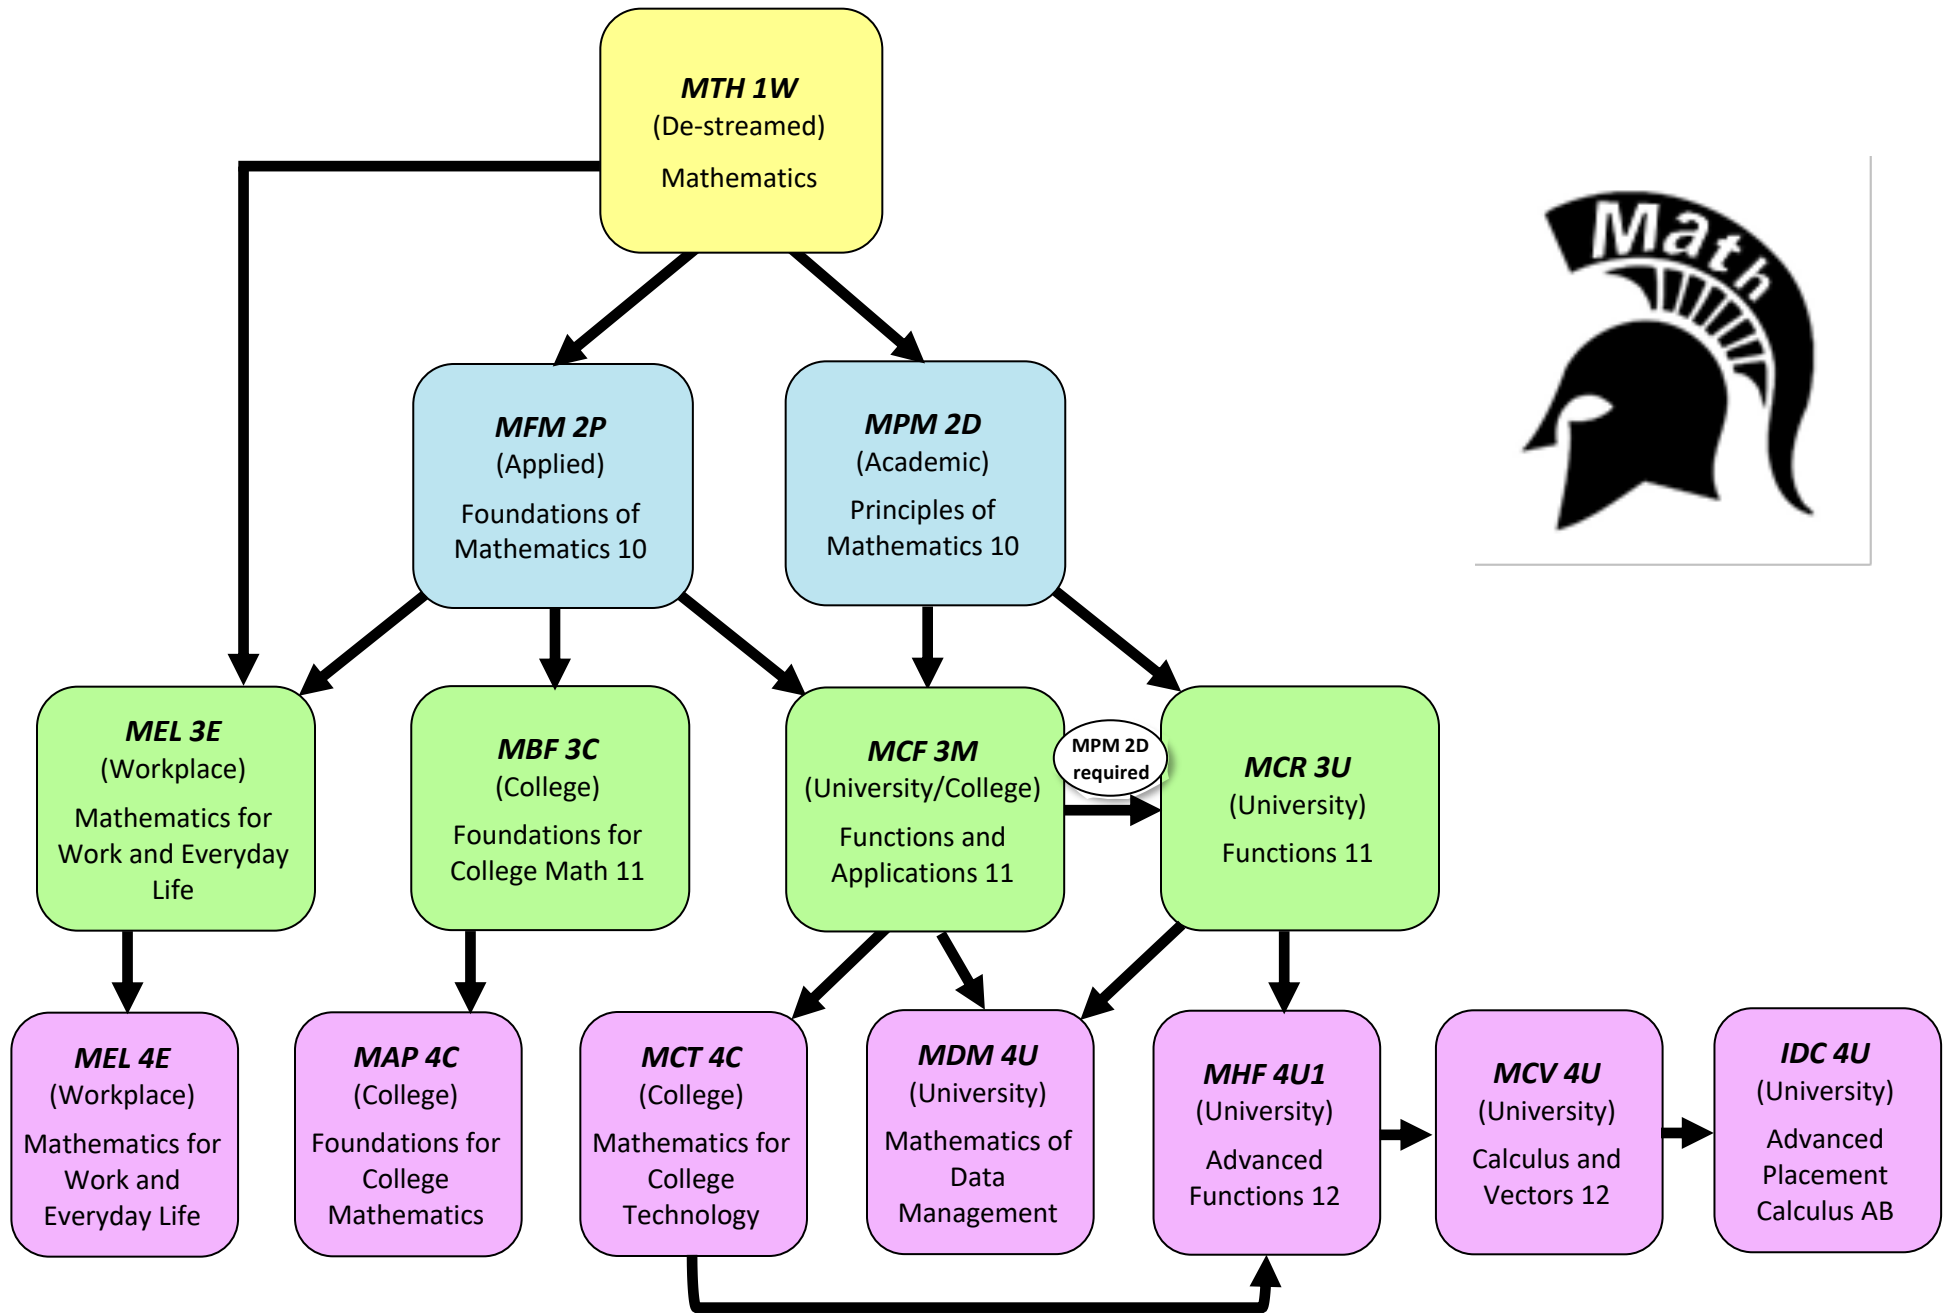 MTH 1W
(De-streamed)
Mathematics
Math
MFM 2P
(Applied)
Foundations of
Mathematics 10
MPM 2D
(Academic)
Principles of
Mathematics 10
MEL 3E
(Workplace)
Mathematics for
Work and Everyday
Life
MBF 3C
(College)
Foundations for
College Math 11
MCF 3M
(University/College)
Functions and
Applications 11
MPM 2D
required
MCR 3U
(University)
Functions 11
MEL 4E
(Workplace)
Mathematics for
Work and
Everyday Life
MAP 4C
(College)
Foundations for
College
Mathematics
MCT 4C
(College)
Mathematics for
College
Technology
MDM 4U
(University)
Mathematics of
Data
Management
MHF 4U1
(University)
Advanced
Functions 12
MCV 4U
(University)
Calculus and
Vectors 12
IDC 4U
(University)
Advanced
Placement
Calculus AB